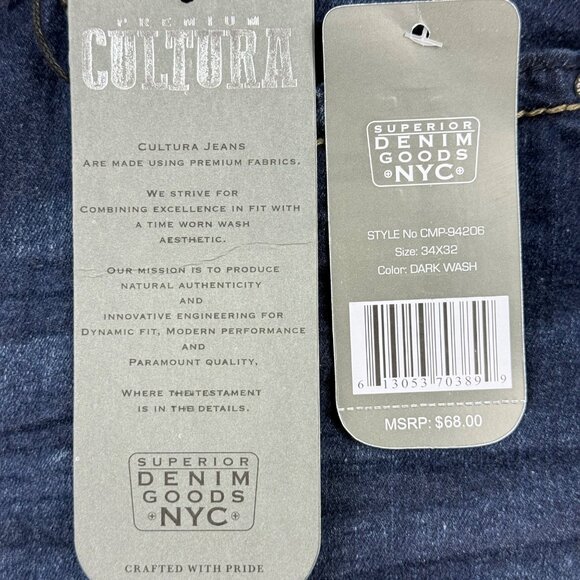 PREMIUM
CULTURA
CULTURA JEANS
ARE MADE USING PREMIUM FABRICS.
WE STRIVE FOR
COMBINING EXCELLENCE IN FIT WITH
A TIME WORN WASH
AESTHETIC.
OUR MISSION IS TO PRODUCE
NATURAL AUTHENTICITY
AND
INNOVATIVE ENGINEERING FOR
DYNAMIC FIT, MODERN PERFORMANCE
AND
PARAMOUNT QUALITY,
WHERE THE TESTAMENT
IS IN THE DETAILS.
SUPERIOR
DENIM
GOODS
NYC
CRAFTED WITH PRIDE
SUPERIOR
DENIM
GOODS
NYC
STYLE No CMP-94206
Size: 34X32
Color: DARK WASH
6 13053 70389 9
MSRP: $68.00